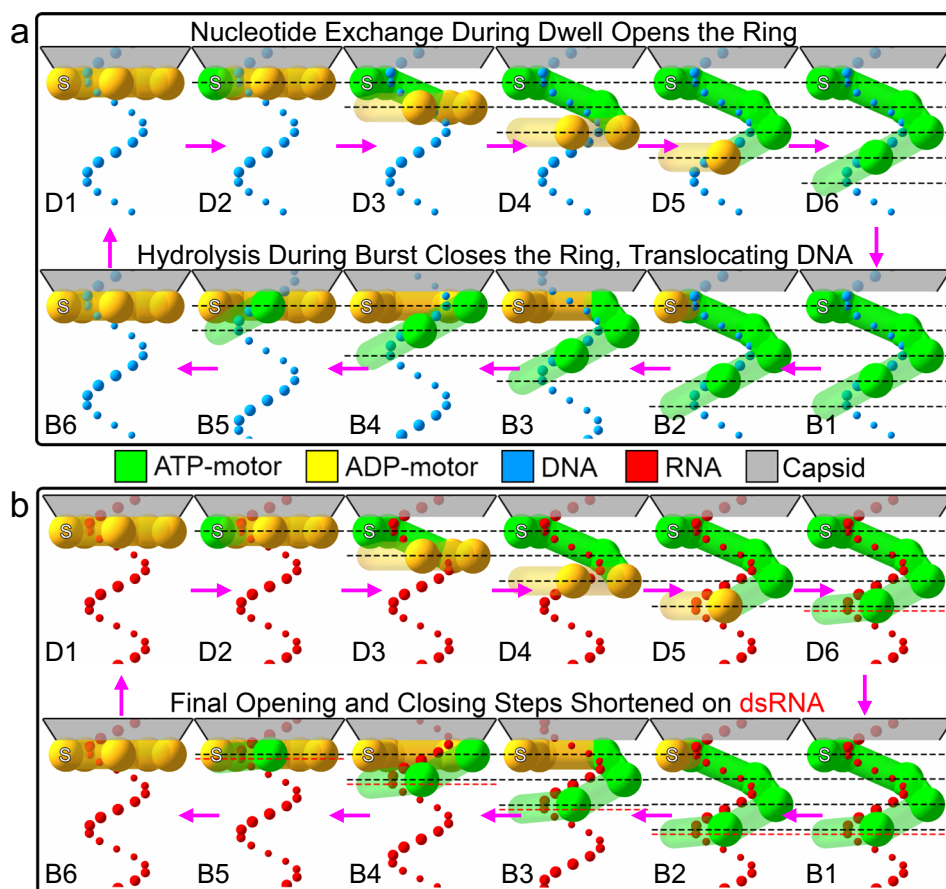 a
Nucleotide Exchange During Dwell Opens the Ring
S S S S S S
D1 D2 D3 D4 D5 D6
Hydrolysis During Burst Closes the Ring, Translocating DNA
S S S S S S
B6 B5 B4 B3 B2 B1
ATP-motor ADP-motor DNA RNA Capsid
b
S S S S S S
D1 D2 D3 D4 D5 D6
Final Opening and Closing Steps Shortened on dsRNA
S S S S S S
B6 B5 B4 B3 B2 B1